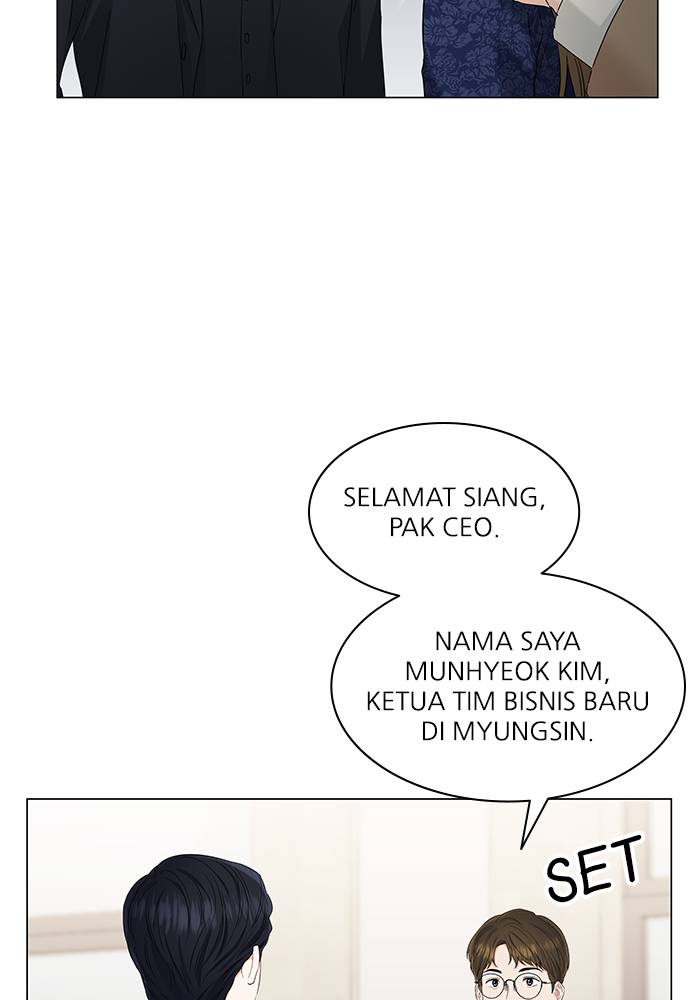 SELAMAT SIANG,
PAK CEO.
NAMA SAYA
MUNHYEOK KIM,
KETUA TIM BISNIS BARU
DI MYUNGSIN.
SET